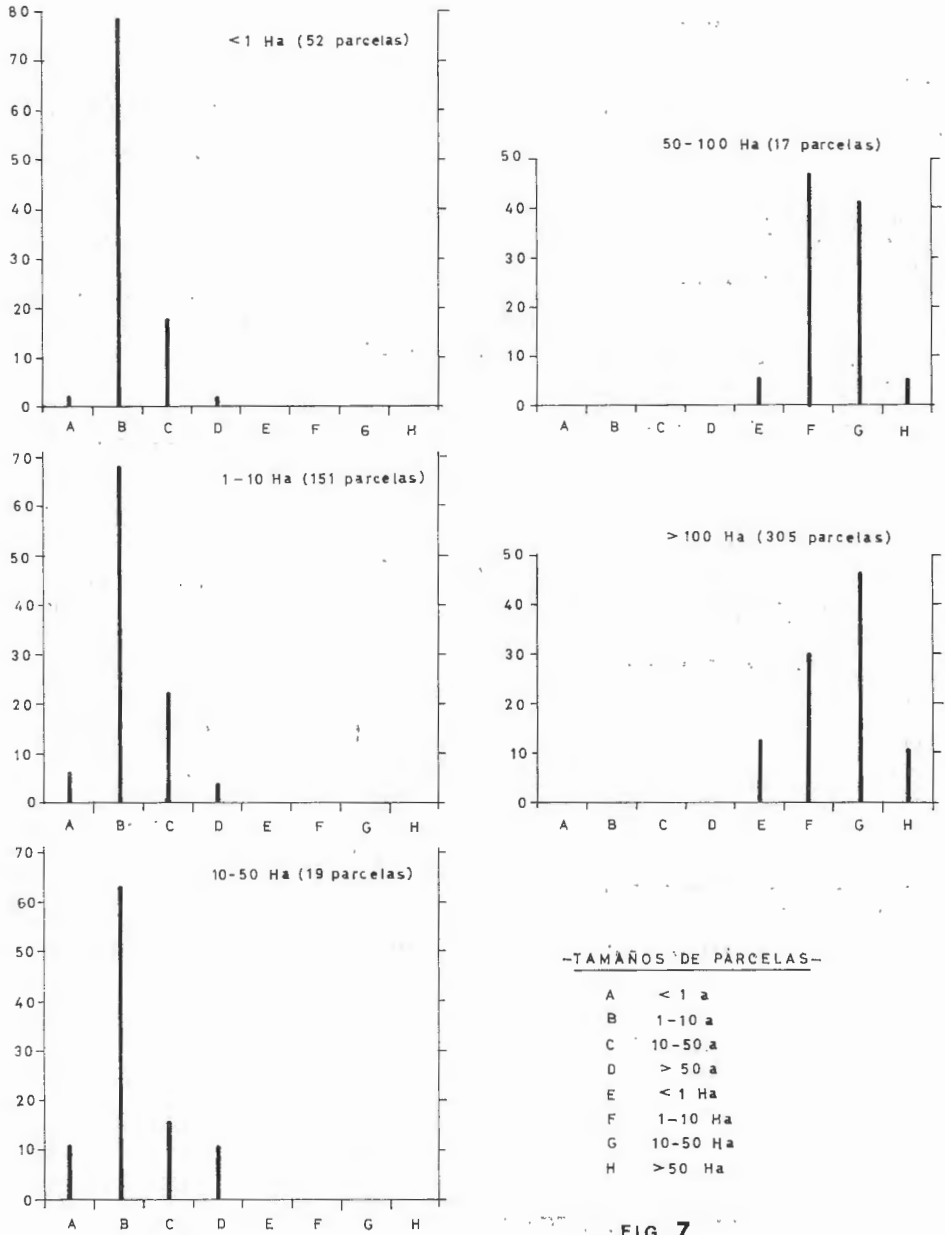 <1 Ha (52 parcelas)
80
70
60
50
40
30
20
10
0
A B C D E F 6 H
1-10 Ha (151 parcelas)
70
60
50
40
30
20
10
0
A B C D E F G H
10-50 Ha (19 parcelas)
70
60
50
40
30
20
10
0
A B C D E F G H
50-100 Ha (17 parcelas)
50
40
30
20
10
0
A B C D E F G H
>100 Ha (305 parcelas)
50
40
30
20
10
0
A B C D E F G H
-TAMAÑOS DE PARCELAS-
A <1 a
B 1-10 a
C 10-50 a
D >50 a
E <1 Ha
F 1-10 Ha
G 10-50 Ha
H >50 Ha
FIG. 7